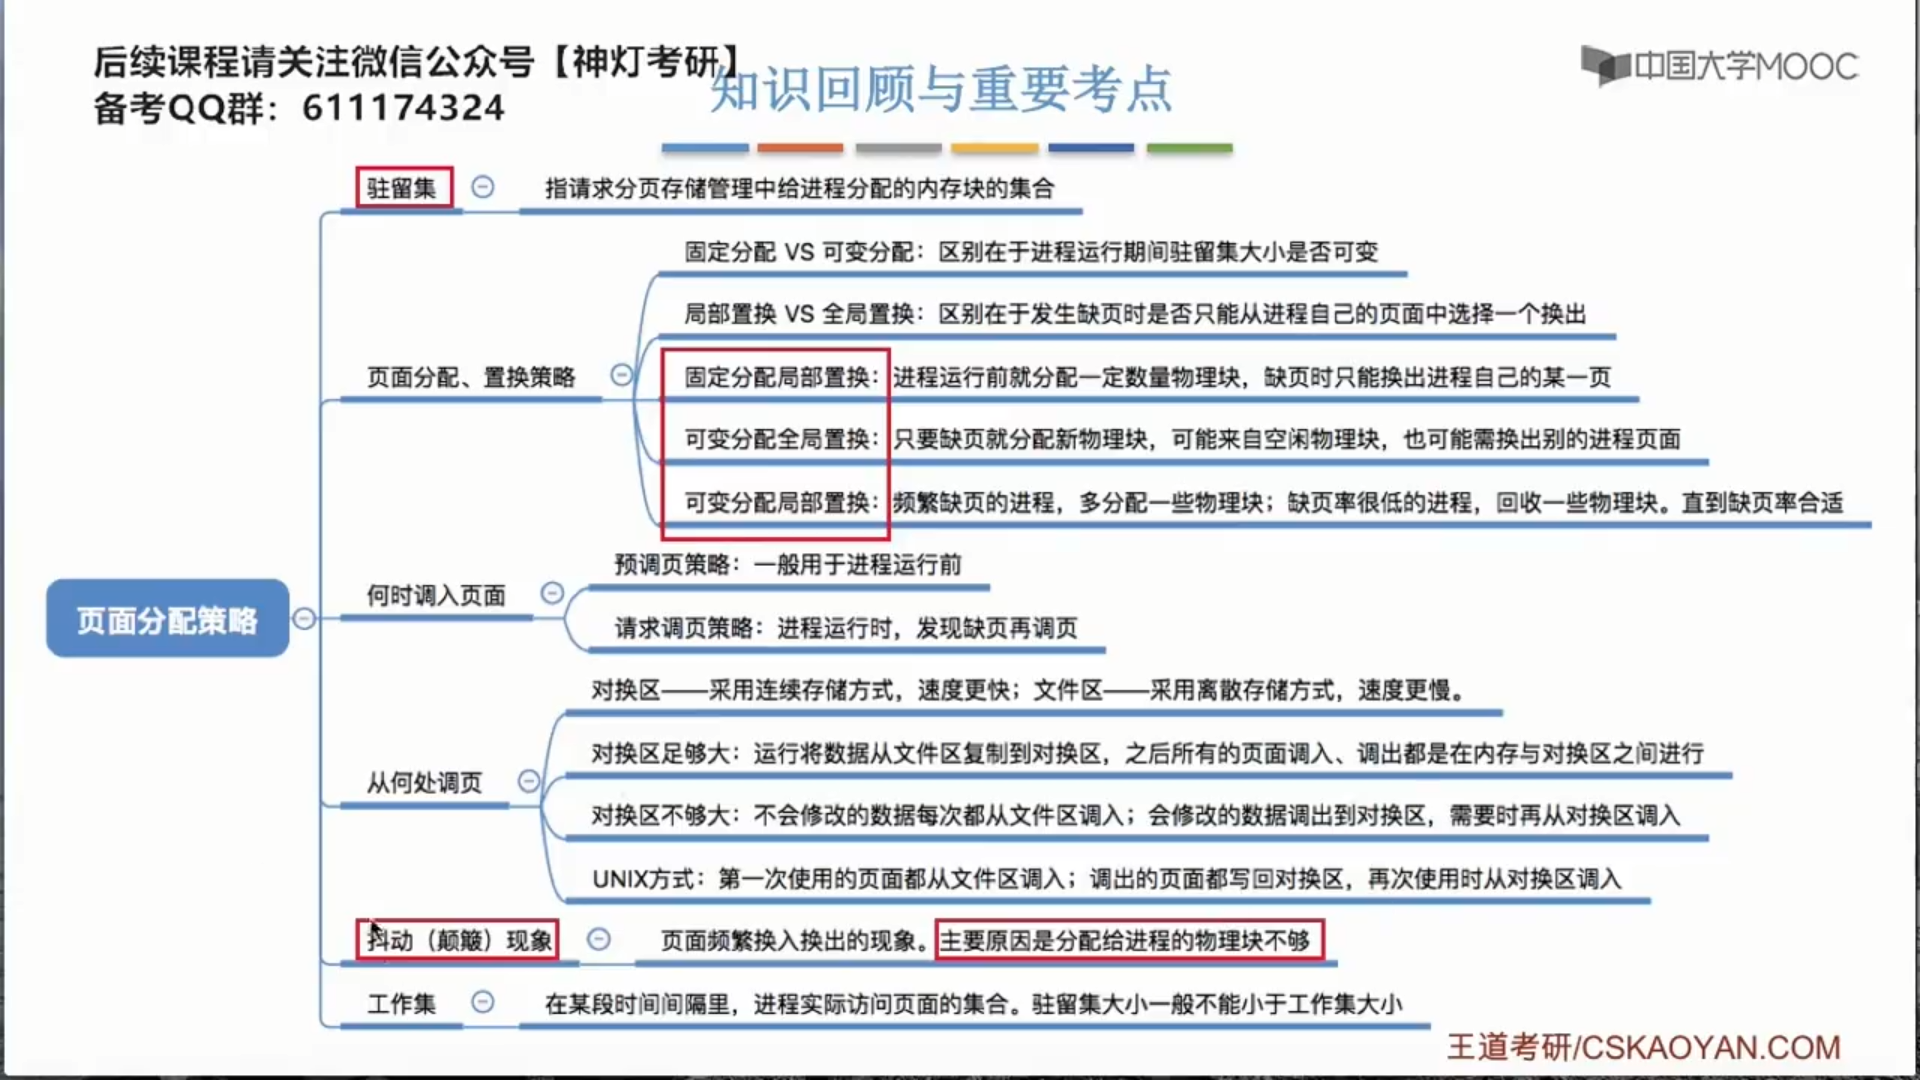 后续课程请关注微信公众号【神灯考研】
备考QQ群：611174324
知识回顾与重要考点
中国大学MOOC
驻留集
指请求分页存储管理中给进程分配的内存块的集合
固定分配 VS 可变分配：区别在于进程运行期间驻留集大小是否可变
局部置换 VS 全局置换：区别在于发生缺页时是否只能从进程自己的页面中选择一个换出
页面分配、置换策略
固定分配局部置换：进程运行前就分配一定数量物理块，缺页时只能换出进程自己的某一页
可变分配全局置换：只要缺页就分配新物理块，可能来自空闲物理块，也可能需换出别的进程页面
可变分配局部置换：频繁缺页的进程，多分配一些物理块；缺页率很低的进程，回收一些物理块。直到缺页率合适
页面分配策略
何时调入页面
预调页策略：一般用于进程运行前
请求调页策略：进程运行时，发现缺页再调页
从何处调页
对换区——采用连续存储方式，速度更快；文件区——采用离散存储方式，速度更慢。
对换区足够大：运行将数据从文件区复制到对换区，之后所有的页面调入、调出都是在内存与对换区之间进行
对换区不够大：不会修改的数据每次都从文件区调入；会修改的数据调出到对换区，需要时再从对换区调入
UNIX方式：第一次使用的页面都从文件区调入；调出的页面都写回对换区，再次使用时从对换区调入
抖动（颠簸）现象
页面频繁换入换出的现象。主要原因是分配给进程的物理块不够
工作集
在某段时间间隔里，进程实际访问页面的集合。驻留集大小一般不能小于工作集大小
王道考研/CSKAOYAN.COM